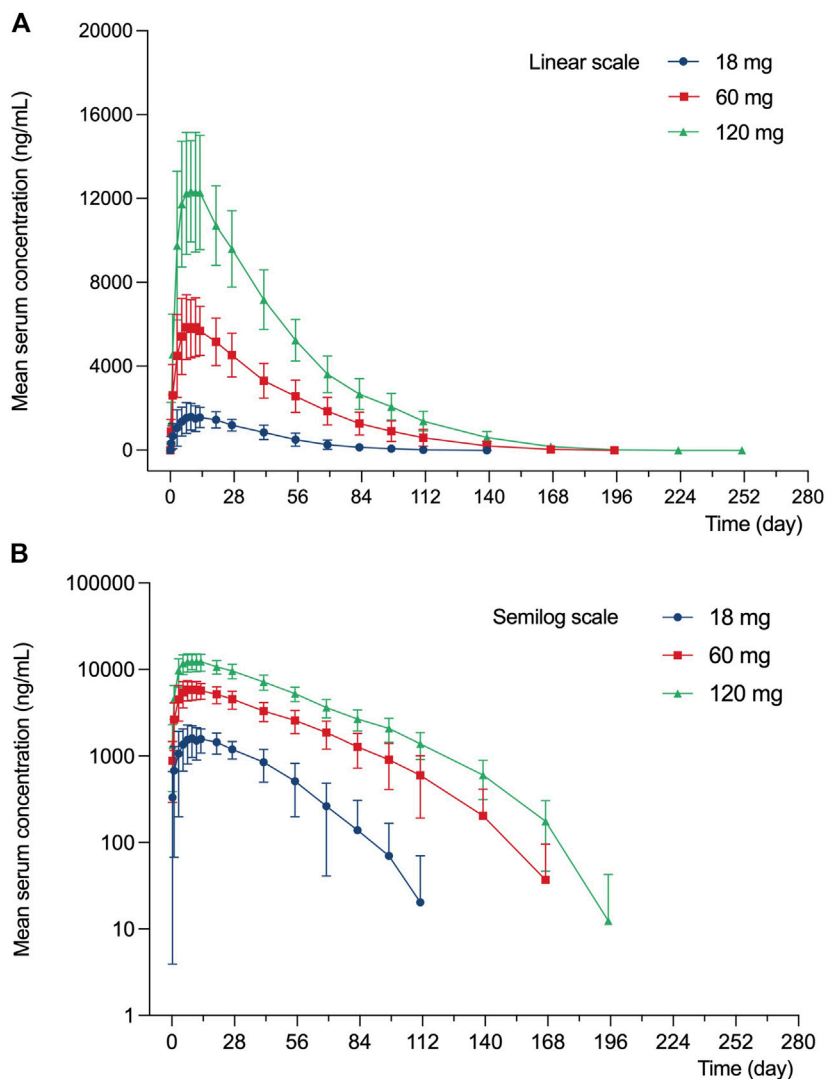 A
20000
16000
12000
8000
4000
0
Mean serum concentration (ng/mL)
Linear scale
18 mg
60 mg
120 mg
0 28 56 84 112 140 168 196 224 252 280
Time (day)
B
100000
10000
1000
100
10
1
Mean serum concentration (ng/mL)
Semilog scale
18 mg
60 mg
120 mg
0 28 56 84 112 140 168 196 224 252 280
Time (day)